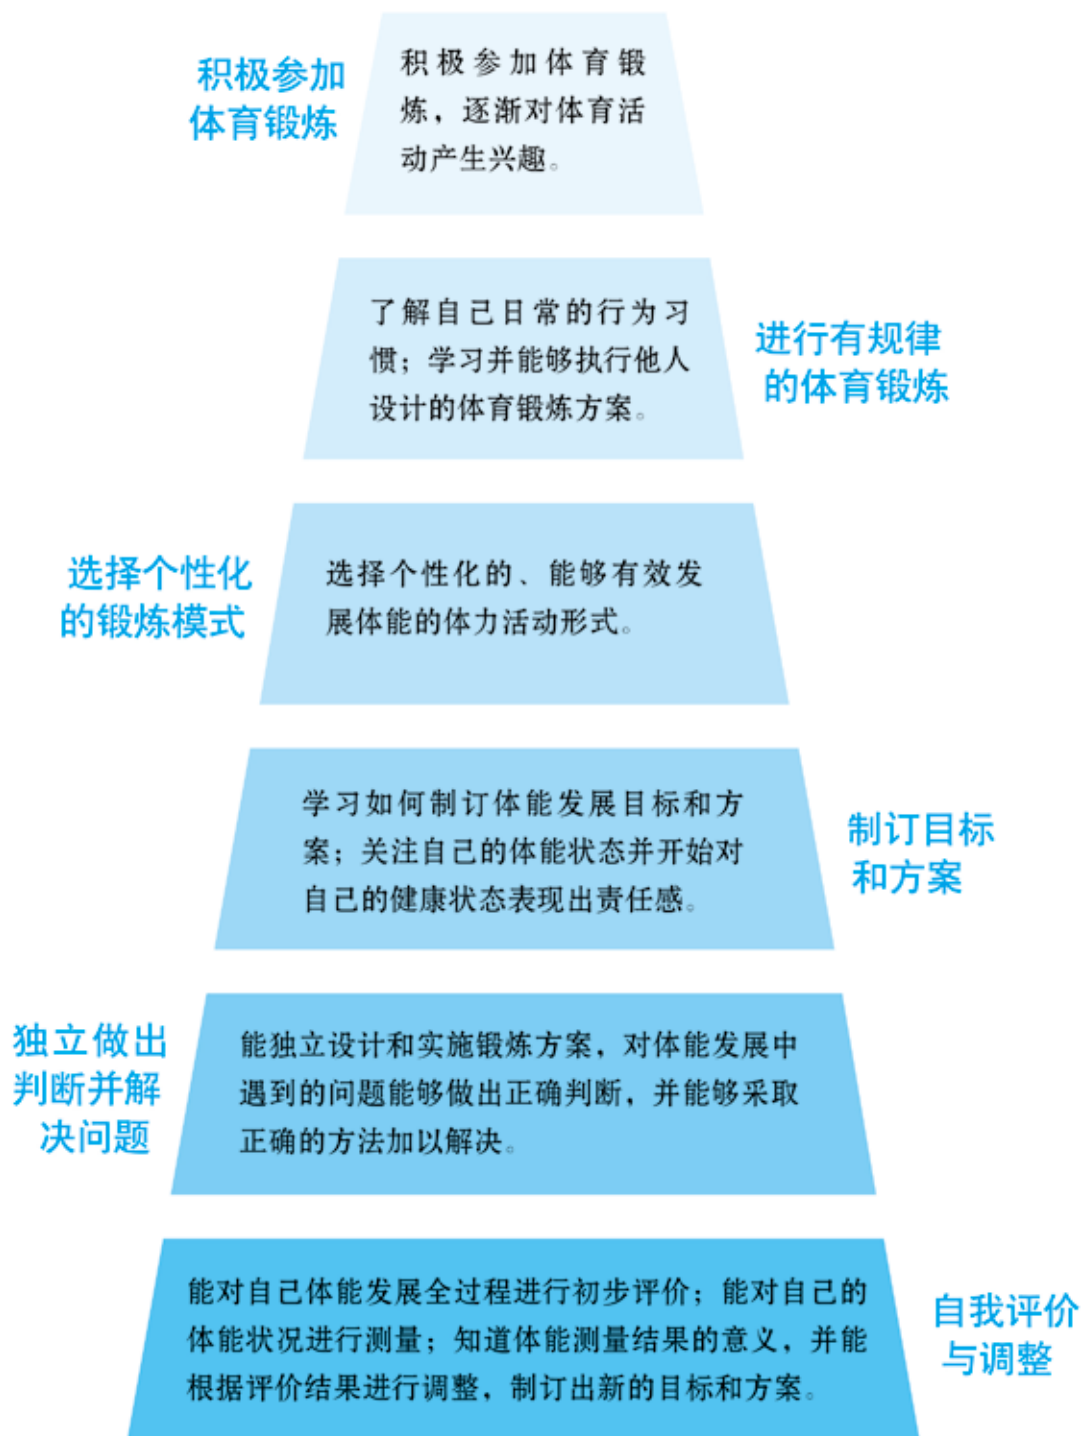 积极参加
体育锻炼
积极参加体育锻
炼，逐渐对体育活
动产生兴趣。
了解自己日常的行为习
惯；学习并能够执行他人
设计的体育锻炼方案。
进行有规律
的体育锻炼
选择个性化
的锻炼模式
选择个性化的、能够有效发
展体能的体力活动形式。
学习如何制订体能发展目标和方
案；关注自己的体能状态并开始对
自己的健康状态表现出责任感。
制订目标
和方案
独立做出
判断并解
决问题
能独立设计和实施锻炼方案，对体能发展中
遇到的问题能够做出正确判断，并能够采取
正确的方法加以解决。
能对自己体能发展全过程进行初步评价；能对自己的
体能状况进行测量；知道体能测量结果的意义，并能
根据评价结果进行调整，制订出新的目标和方案。
自我评价
与调整